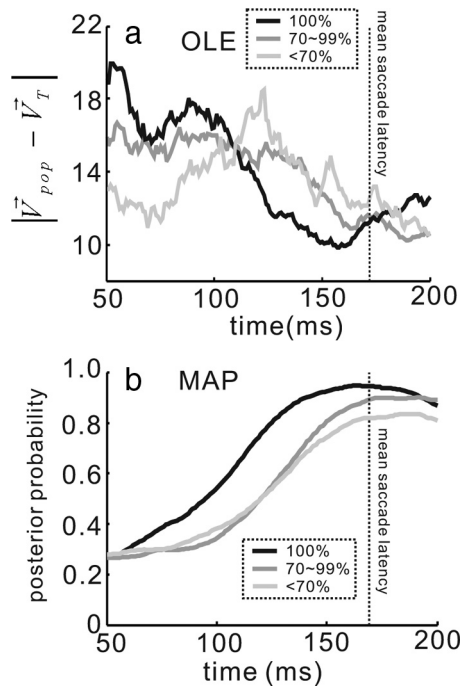 a OLE
100%
70~99%
<70%
mean saccade latency
|V⃗pop − V⃗T|
22
18
14
10
50 100 150 200
time(ms)
b MAP
posterior probability
1.0
0.8
0.6
0.4
0.2
0
mean saccade latency
100%
70~99%
<70%
50 100 150 200
time (ms)